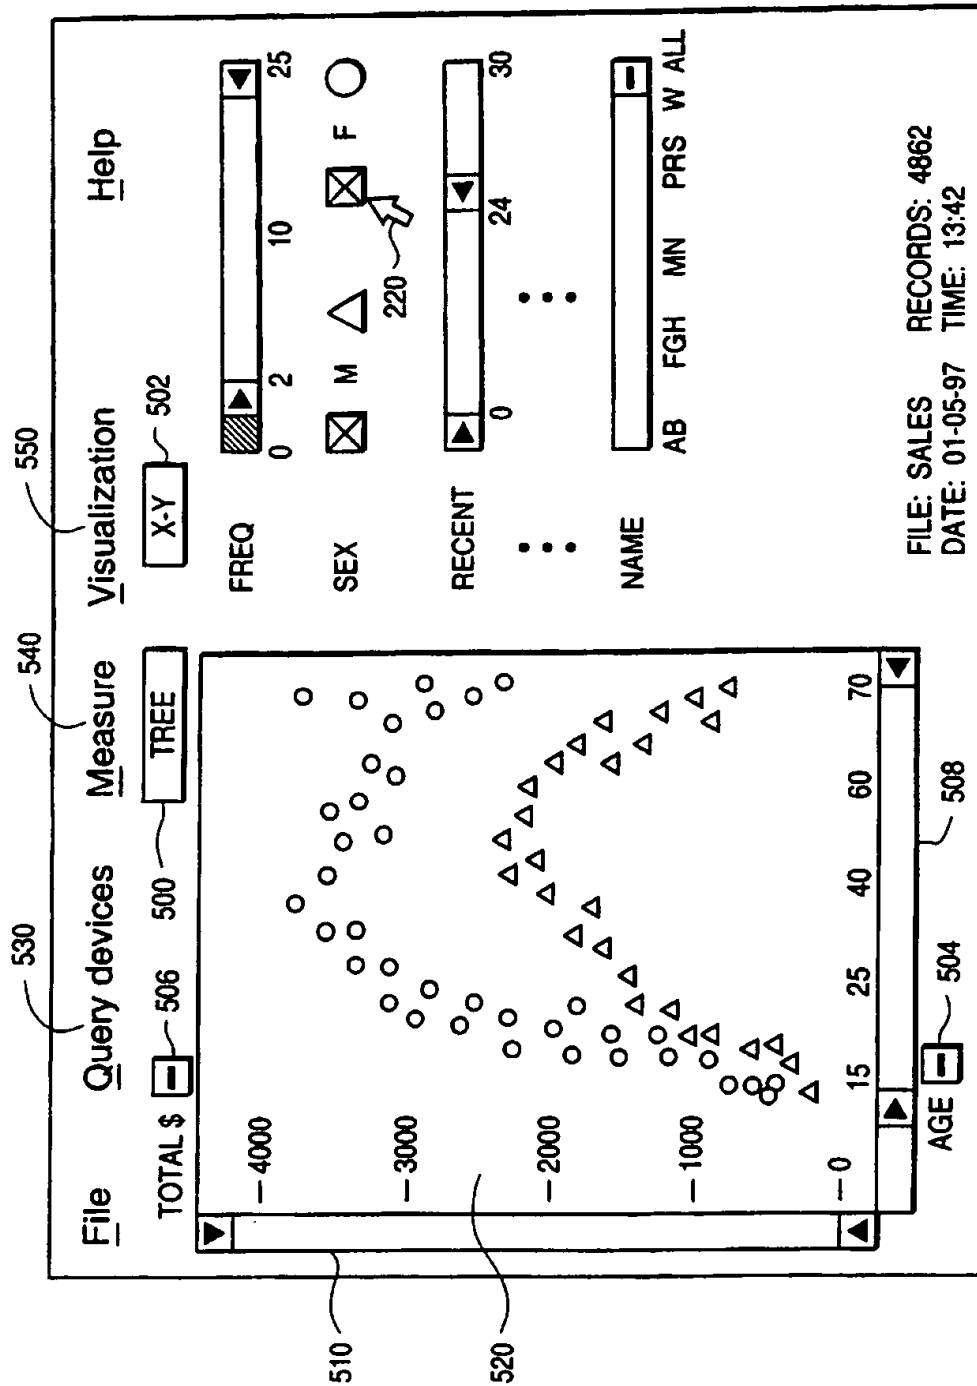 530
540
550
File Query devices Measure Visualization Help
TOTAL $ 506 500 TREE X-Y 502
4000
3000
2000
1000
0
15 25 40 60 70
AGE 504 508
510
520
FREQ
0 2 10 25
SEX M F
220
RECENT
0 24 30
NAME
AB FGH MN PRS W ALL
FILE: SALES RECORDS: 4862
DATE: 01-05-97 TIME: 13:42